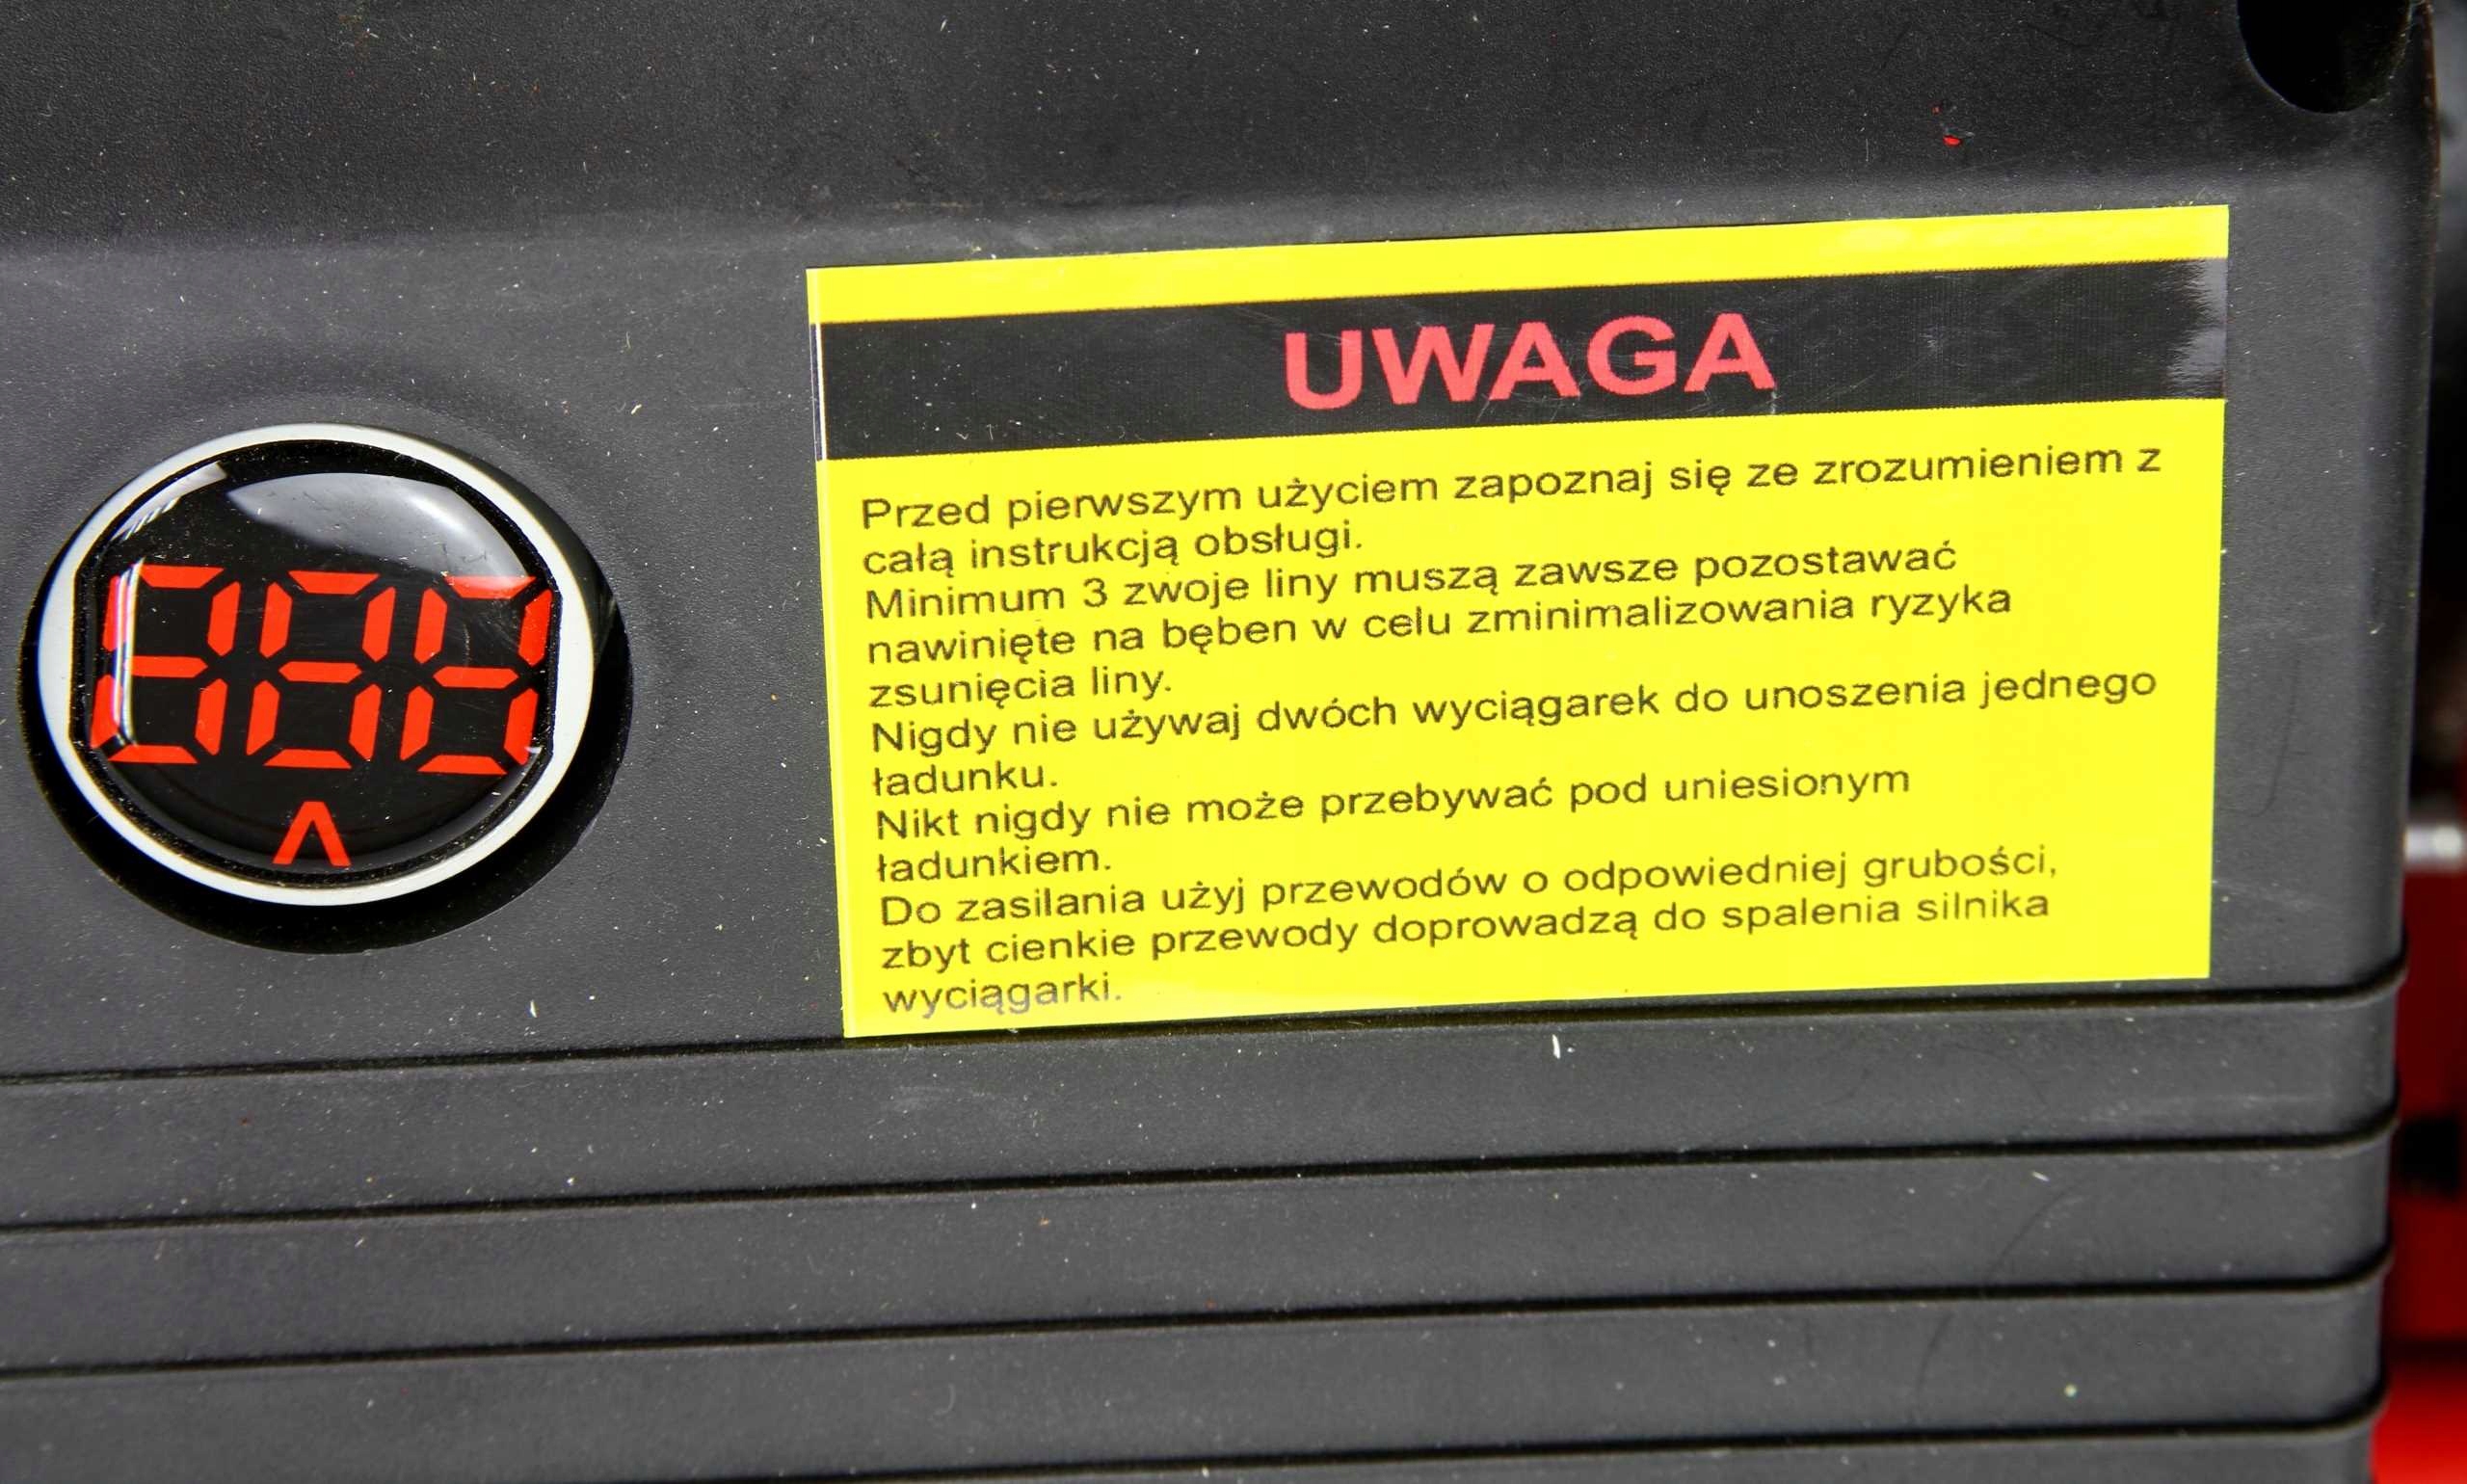 UWAGA
Przed pierwszym użyciem zapoznaj się ze zrozumieniem z
całą instrukcją obsługi.
Minimum 3 zwoje liny muszą zawsze pozostawać
nawinięte na bęben w celu zminimalizowania ryzyka
zsunięcia liny.
Nigdy nie używaj dwóch wyciągarek do unoszenia jednego
ładunku.
Nikt nigdy nie może przebywać pod uniesionym
ładunkiem.
Do zasilania użyj przewodów o odpowiedniej grubości,
zbyt cienkie przewody doprowadzą do spalenia silnika
wyciągarki.
888